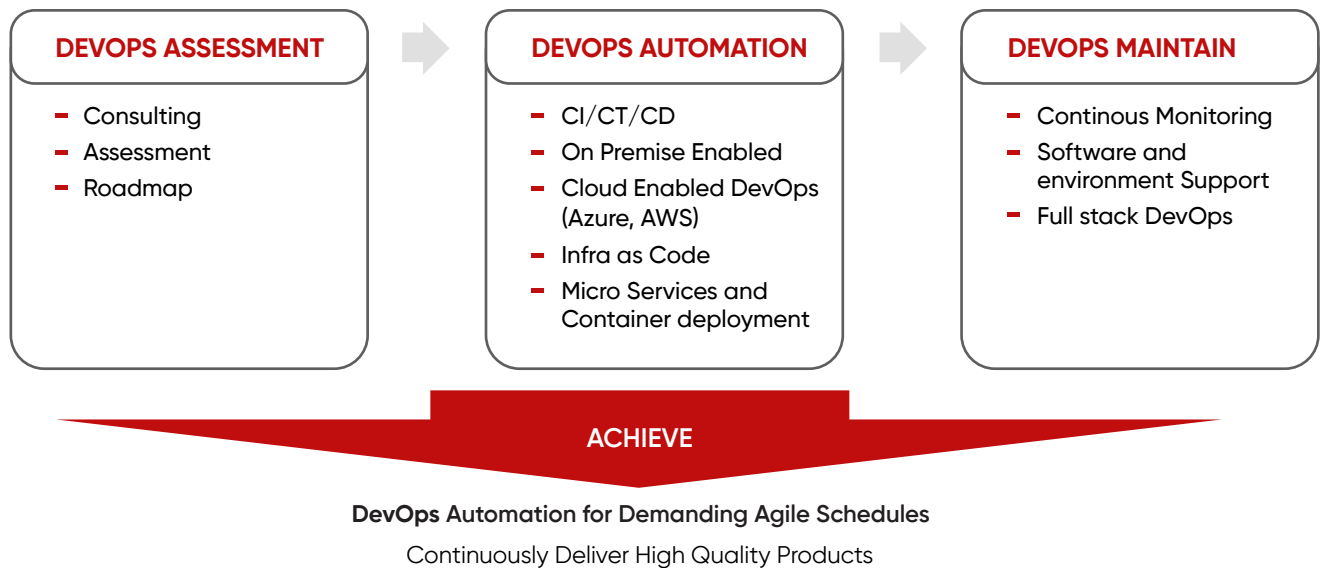 DEVOPS ASSESSMENT
- Consulting
- Assessment
- Roadmap
DEVOPS AUTOMATION
- CI/CT/CD
- On Premise Enabled
- Cloud Enabled DevOps
(Azure, AWS)
- Infra as Code
- Micro Services and
Container deployment
DEVOPS MAINTAIN
- Continous Monitoring
- Software and
environment Support
- Full stack DevOps
ACHIEVE
DevOps Automation for Demanding Agile Schedules
Continuously Deliver High Quality Products